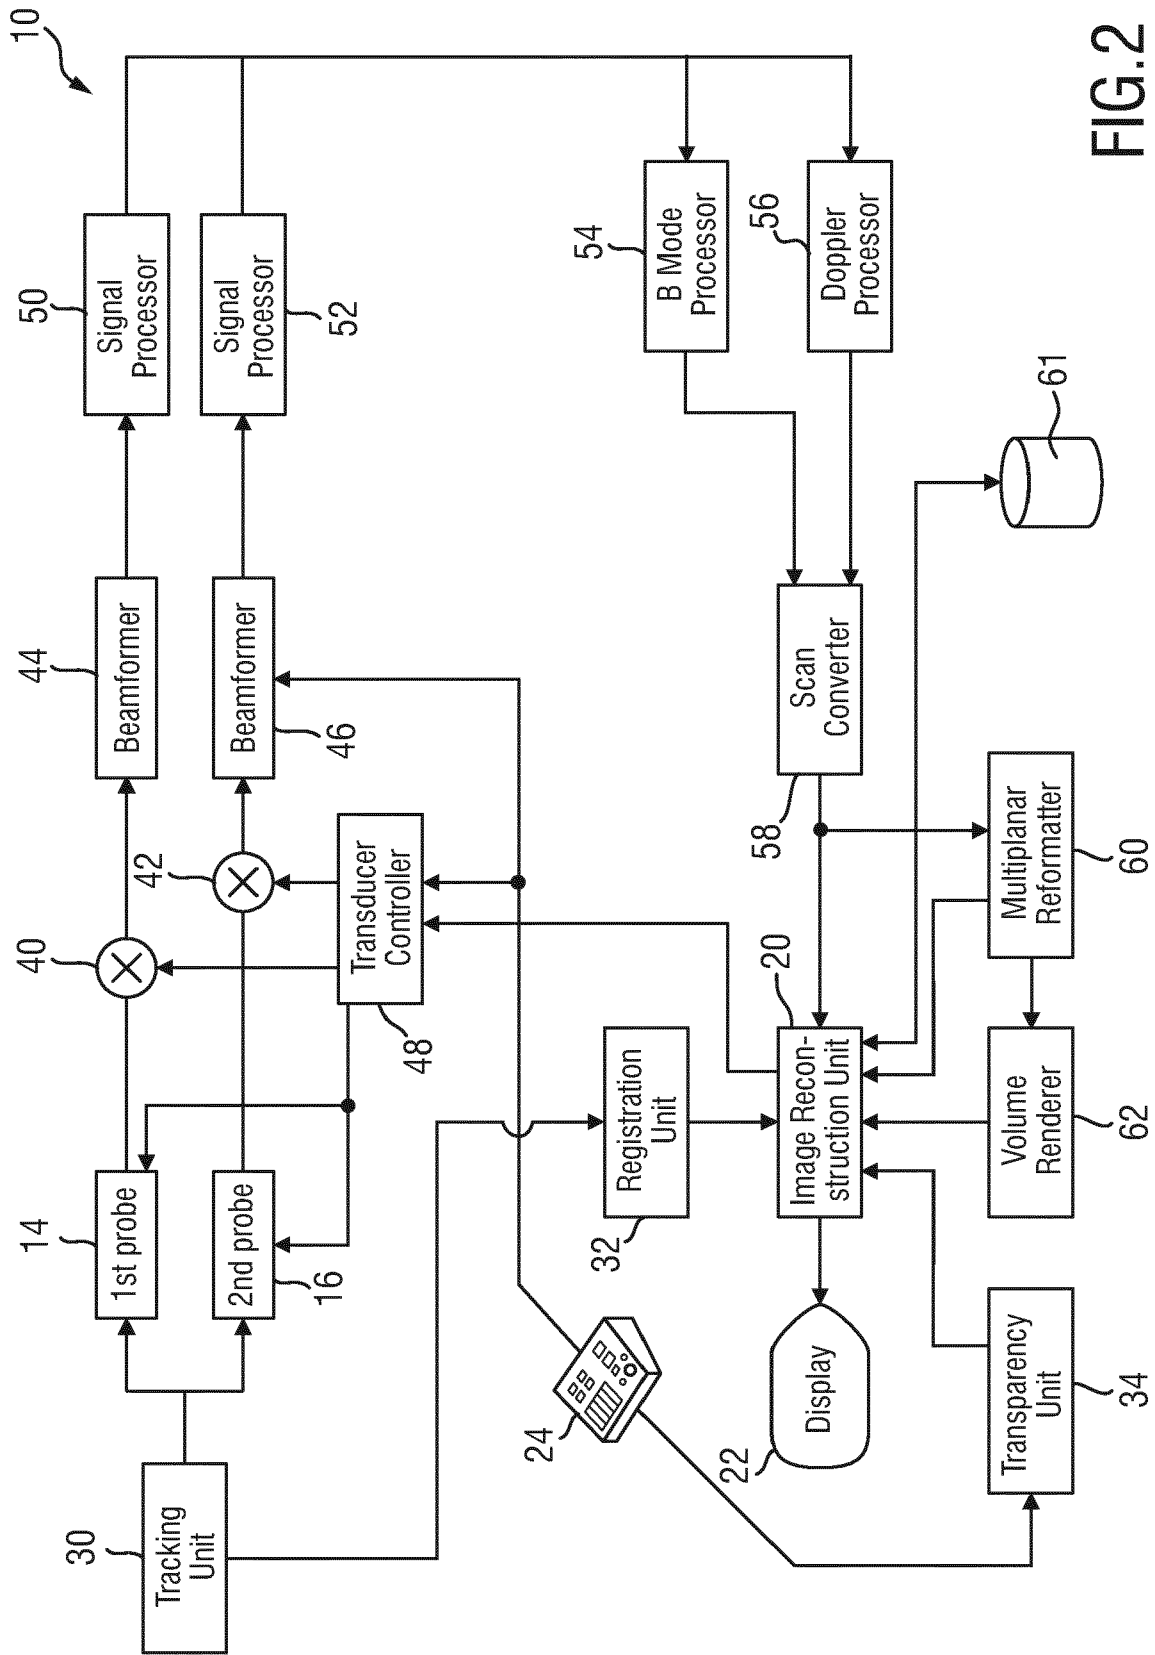 10
14
1st probe
40
44
Beamformer
50
Signal
Processor
30
Tracking
Unit
2nd probe
16
42
Beamformer
46
Signal
Processor
52
Transducer
Controller
48
24
32
Registration
Unit
54
B Mode
Processor
56
Doppler
Processor
22
Display
20
Image Recon-
struction Unit
58
Scan
Converter
61
34
Transparency
Unit
62
Volume
Renderer
60
Multiplanar
Reformatter
FIG.2